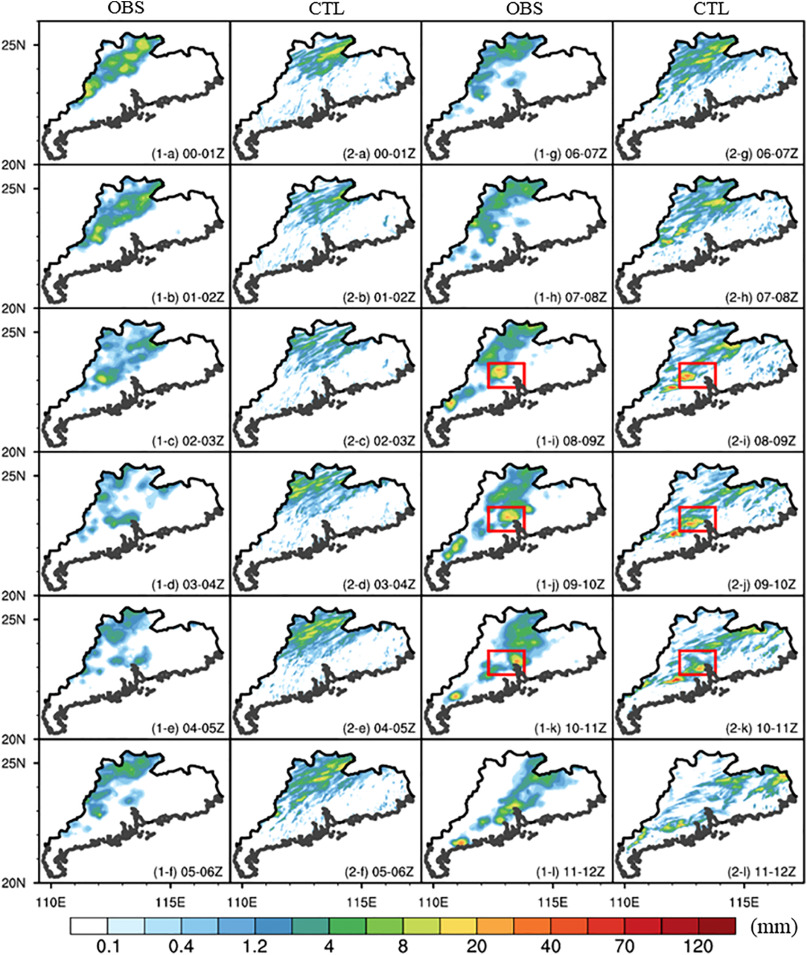 OBS CTL OBS CTL
25N
(1-a) 00-01Z (2-a) 00-01Z (1-g) 06-07Z (2-g) 06-07Z
20N
25N
(1-b) 01-02Z (2-b) 01-02Z (1-h) 07-08Z (2-h) 07-08Z
20N
25N
(1-c) 02-03Z (2-c) 02-03Z (1-i) 08-09Z (2-i) 08-09Z
20N
25N
(1-d) 03-04Z (2-d) 03-04Z (1-j) 09-10Z (2-j) 09-10Z
20N
25N
(1-e) 04-05Z (2-e) 04-05Z (1-k) 10-11Z (2-k) 10-11Z
20N
25N
(1-f) 05-06Z (2-f) 05-06Z (1-l) 11-12Z (2-l) 11-12Z
20N
110E 115E 110E 115E 110E 115E 110E 115E
0.1 0.4 1.2 4 8 20 40 70 120 (mm)